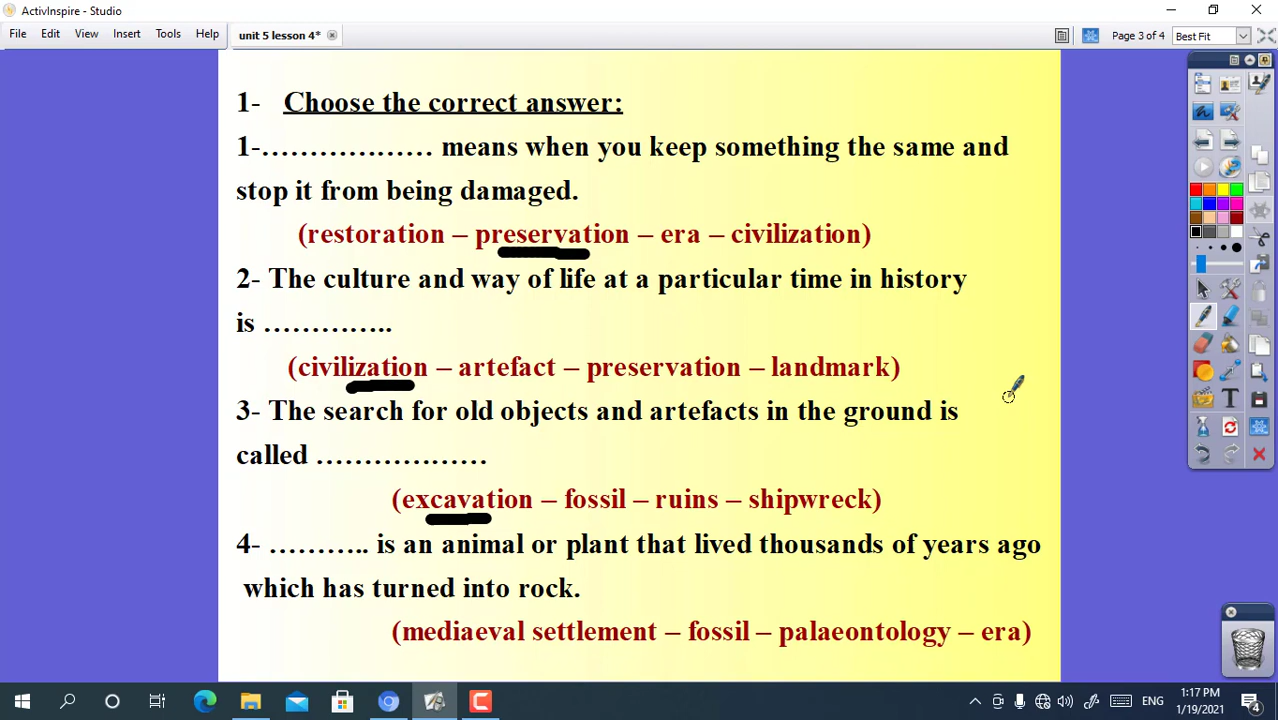 ActivInspire - Studio
File Edit View Insert Tools Help
unit 5 lesson 4*
Page 3 of 4
Best Fit
1- Choose the correct answer:
1-……………… means when you keep something the same and
stop it from being damaged.
(restoration – preservation – era – civilization)
2- The culture and way of life at a particular time in history
is …………..
(civilization – artefact – preservation – landmark)
3- The search for old objects and artefacts in the ground is
called ………………
(excavation – fossil – ruins – shipwreck)
4- ……….. is an animal or plant that lived thousands of years ago
which has turned into rock.
(mediaeval settlement – fossil – palaeontology – era)
ENG
1:17 PM
1/19/2021
4